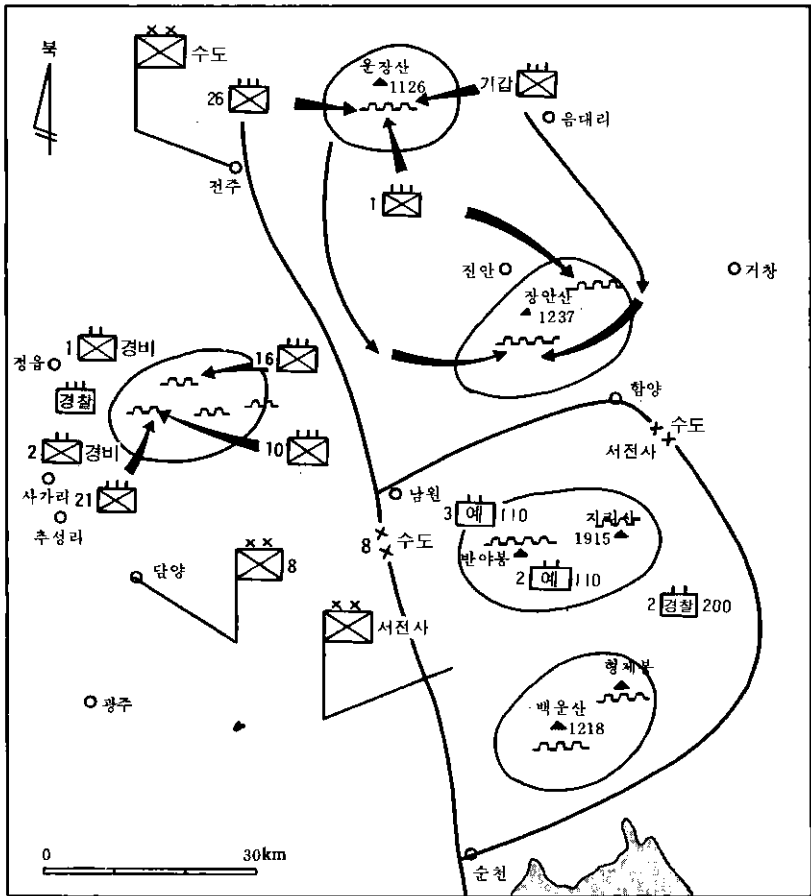 북
수도
운장산
1126
26
기갑
음대리
전주
1
진안
거창
장안산
1237
1 경비
정읍
16
경찰
함양
수도
서전사
2 경비
10
사가리
21
추성리
남원
3 예 110
지리산
1915
8 수도
반야봉
2 예 110
8
단양
2 경찰 200
서전사
형제봉
광주
백운산
1218
0 30km
순천